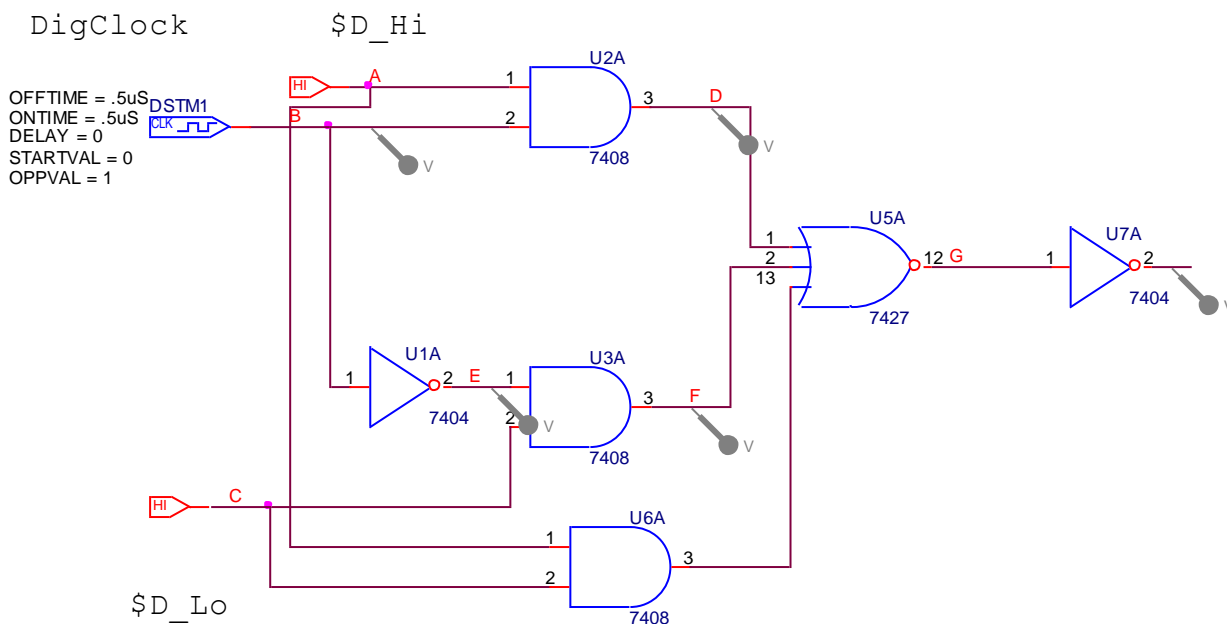 DigClock
$D_Hi
U2A
HI
A
1
3
D
OFFTIME = .5uS
DSTM1
ONTIME = .5uS
CLK
B
2
DELAY = 0
STARTVAL = 0
OPPVAL = 1
V
7408
V
U5A
U7A
1
2
13
12
G
1
2
7404
7427
V
U1A
U3A
1
2
E
1
3
F
7404
2
V
V
7408
HI
C
U6A
1
3
2
$D_Lo
7408